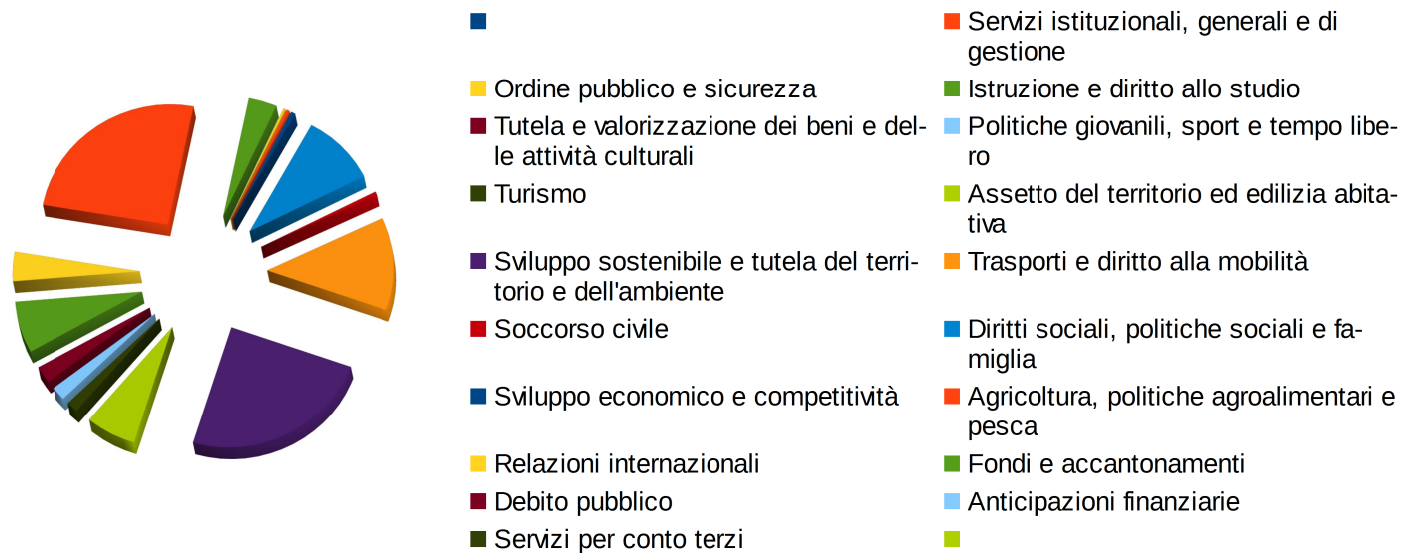 Servizi istituzionali, generali e di
gestione
Ordine pubblico e sicurezza
Istruzione e diritto allo studio
Tutela e valorizzazione dei beni e del-
le attività culturali
Politiche giovanili, sport e tempo libe-
ro
Turismo
Assetto del territorio ed edilizia abita-
tiva
Sviluppo sostenibile e tutela del terri-
torio e dell'ambiente
Trasporti e diritto alla mobilità
Soccorso civile
Diritti sociali, politiche sociali e fa-
miglia
Sviluppo economico e competitività
Agricoltura, politiche agroalimentari e
pesca
Relazioni internazionali
Fondi e accantonamenti
Debito pubblico
Anticipazioni finanziarie
Servizi per conto terzi